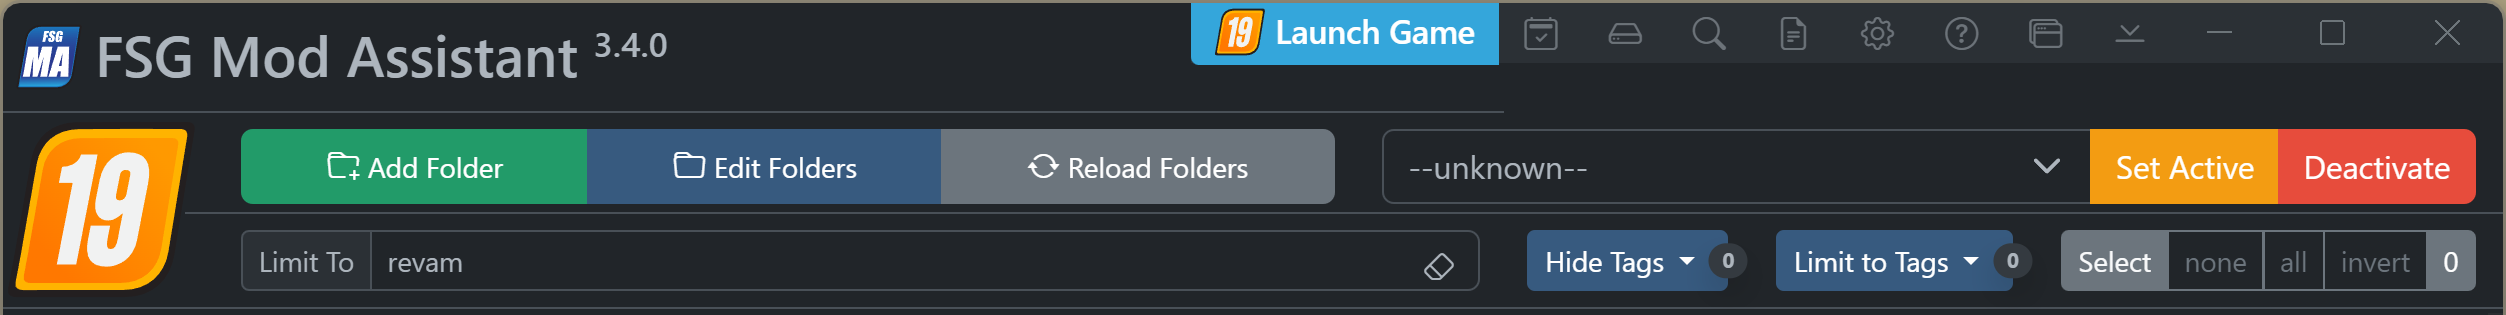 FSG MA FSG Mod Assistant 3.4.0 19 Launch Game
19 Add Folder Edit Folders Reload Folders --unknown-- Set Active Deactivate
Limit To revam Hide Tags 0 Limit to Tags 0 Select none all invert 0